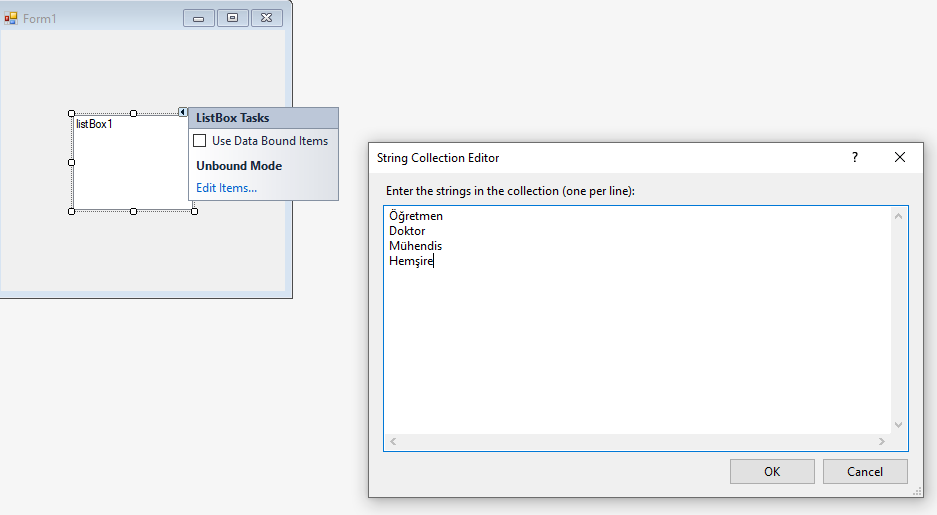 Form1
listBox1
ListBox Tasks
Use Data Bound Items
Unbound Mode
Edit Items...
String Collection Editor
?
Enter the strings in the collection (one per line):
Öğretmen
Doktor
Mühendis
Hemşire
OK
Cancel